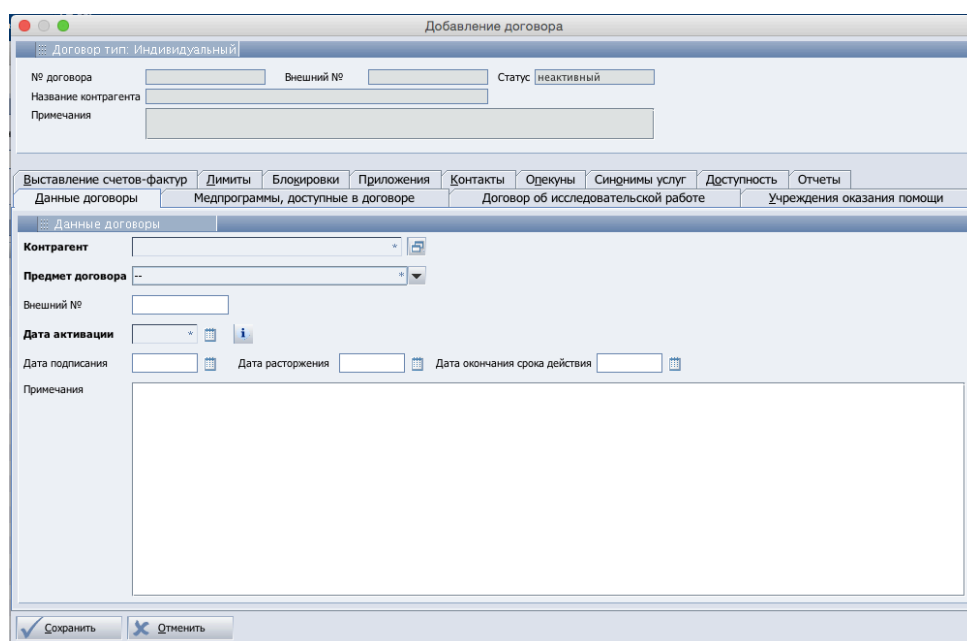 Добавление договора
Договор тип: Индивидуальный
№ договора Внешний № Статус неактивный
Название контрагента
Примечания
Выставление счетов-фактур Лимиты Блокировки Приложения Контакты Опекуны Синонимы услуг Доступность Отчеты
Данные договоры Медпрограммы, доступные в договоре Договор об исследовательской работе Учреждения оказания помощи
Данные договоры
Контрагент *
Предмет договора -- *
Внешний №
Дата активации * i
Дата подписания Дата расторжения Дата окончания срока действия
Примечания
Сохранить Отменить